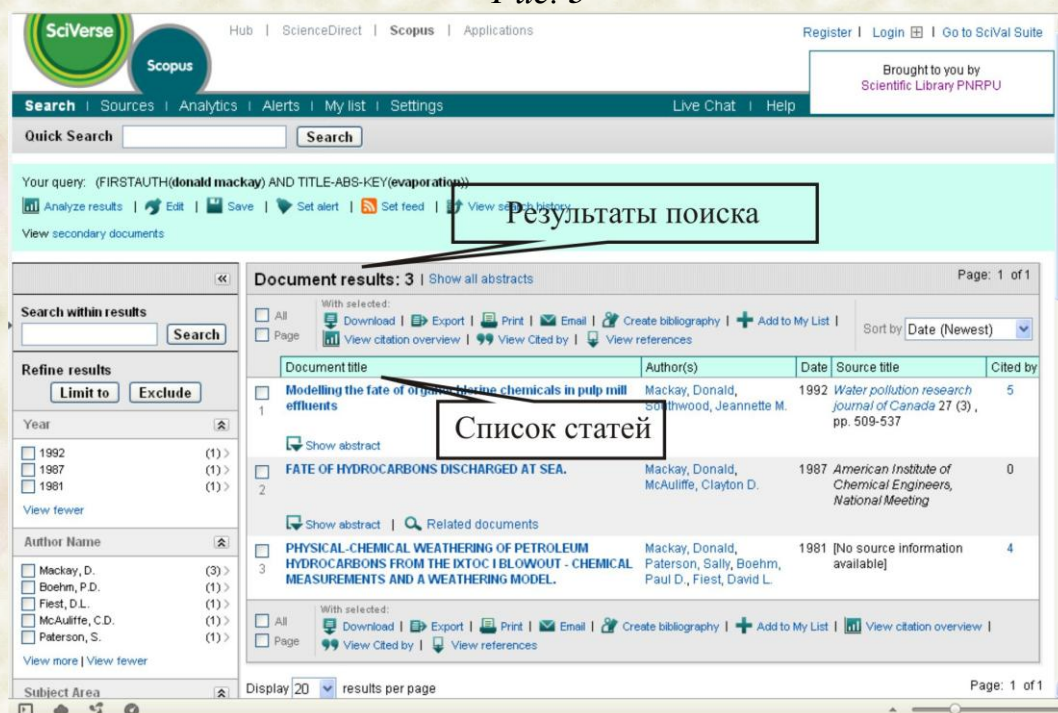 SciVerse
Scopus
Hub | ScienceDirect | Scopus | Applications
Register | Login | Go to SciVal Suite
Brought to you by
Scientific Library PNRPU
Search | Sources | Analytics | Alerts | My list | Settings
Live Chat | Help
Quick Search
Search
Your query: (FIRSTAUTH(donald mackay) AND TITLE-ABS-KEY(evaporation))
Analyze results | Edit | Save | Set alert | Set feed | View search history
Результаты поиска
View secondary documents
Document results: 3 | Show all abstracts
Page: 1 of 1
Search within results
Search
Refine results
Limit to
Exclude
Year
1992 (1)
1987 (1)
1981 (1)
View fewer
Author Name
Mackay, D. (3)
Boehm, P.D. (1)
Fiest, D.L. (1)
McAuliffe, C.D. (1)
Paterson, S. (1)
View more | View fewer
Subject Area
All
Page
With selected:
Download | Export | Print | Email | Create bibliography | Add to My List |
View citation overview | View Cited by | View references
Sort by Date (Newest)
Document title Author(s) Date Source title Cited by
1
Modelling the fate of chemicals in pulp mill
effluents
Mackay, Donald,
Southwood, Jeannette M.
1992
Water pollution research
journal of Canada 27 (3) ,
pp. 509-537
5
Show abstract
Список статей
2
FATE OF HYDROCARBONS DISCHARGED AT SEA.
Mackay, Donald,
McAuliffe, Clayton D.
1987
American Institute of
Chemical Engineers,
National Meeting
0
Show abstract | Related documents
3
PHYSICAL-CHEMICAL WEATHERING OF PETROLEUM
HYDROCARBONS FROM THE IXTOC I BLOWOUT - CHEMICAL
MEASUREMENTS AND A WEATHERING MODEL.
Mackay, Donald,
Paterson, Sally, Boehm,
Paul D., Fiest, David L.
1981
[No source information
available]
4
All
Page
With selected:
Download | Export | Print | Email | Create bibliography | Add to My List | View citation overview |
View Cited by | View references
Display 20 results per page
Page: 1 of 1